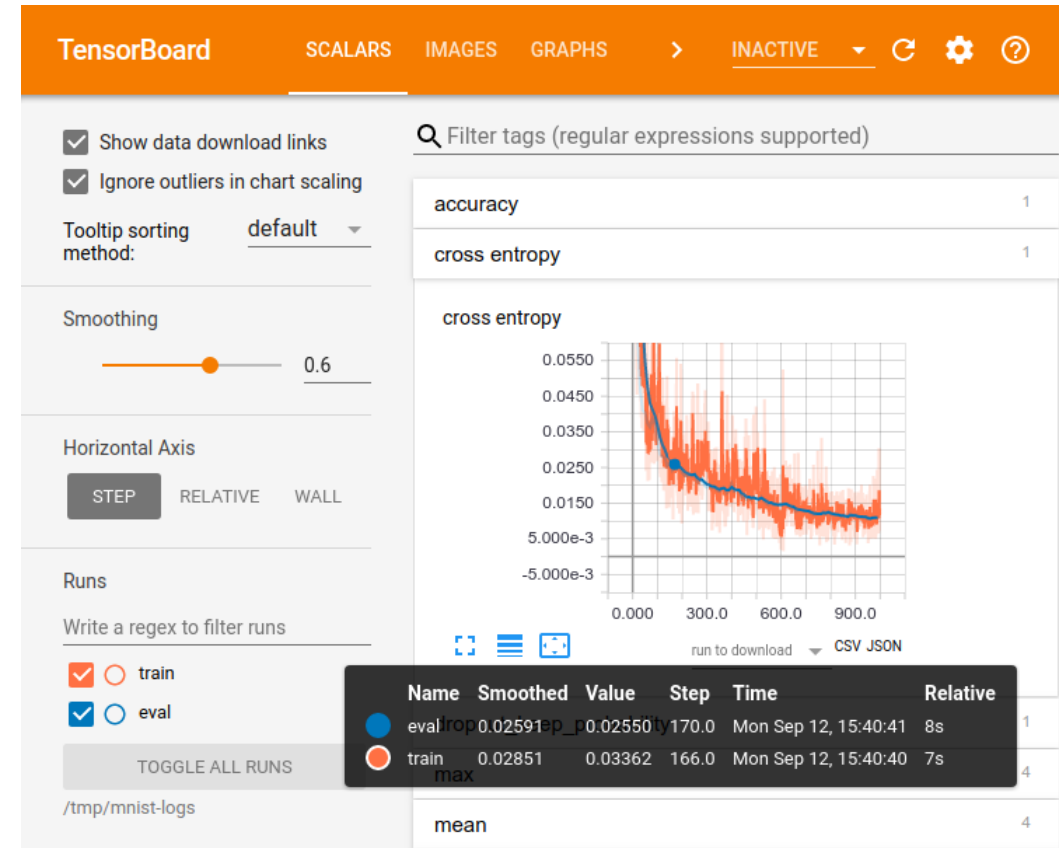 TensorBoard SCALARS IMAGES GRAPHS INACTIVE
Show data download links
Ignore outliers in chart scaling
Tooltip sorting method: default
Smoothing
0.6
Horizontal Axis
STEP RELATIVE WALL
Runs
Write a regex to filter runs
train
eval
TOGGLE ALL RUNS
/tmp/mnist-logs
Filter tags (regular expressions supported)
accuracy 1
cross entropy 1
cross entropy
0.0550
0.0450
0.0350
0.0250
0.0150
5.000e-3
-5.000e-3
0.000 300.0 600.0 900.0
run to download CSV JSON
Name Smoothed Value Step Time Relative
eval 0.02591 0.02550 170.0 Mon Sep 12, 15:40:41 8s
train 0.02851 0.03362 166.0 Mon Sep 12, 15:40:40 7s
1
max 4
mean 4